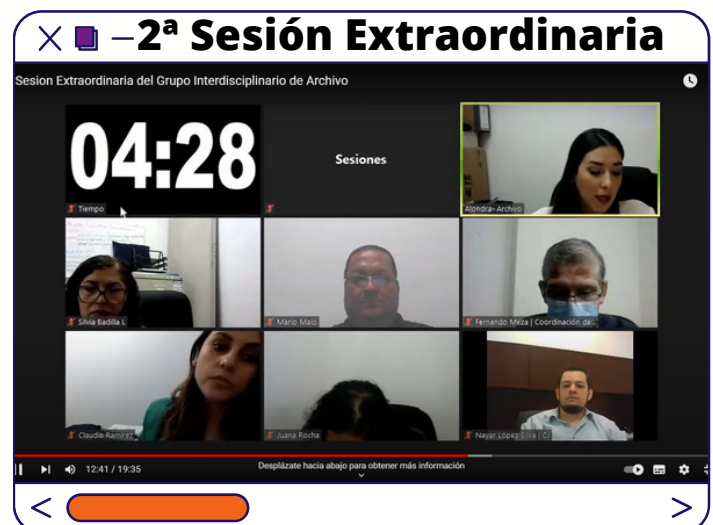 2ª Sesión Extraordinaria
Sesion Extraordinaria del Grupo Interdisciplinario de Archivo
04:28
Tiempo
Sesiones
Alondra- Archivo
Silvia Badilla L
Mario Malo
Fernando Meza | Coordinación de...
Claudia Ramírez
Juana Rocha
Nayar López Silva | CJ
12:41 / 19:35
Desplázate hacia abajo para obtener más información